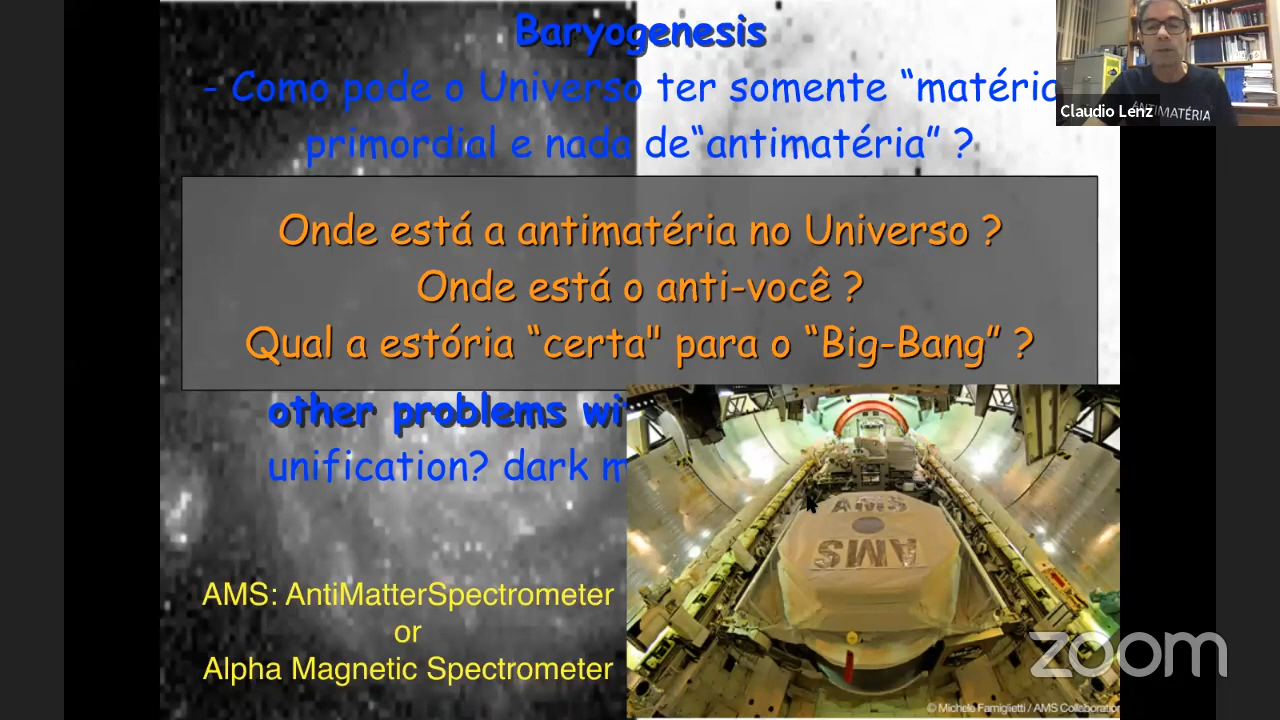 Baryogenesis
- Como pode o Universo ter somente “matéria
primordial e nada de“antimatéria” ?
Onde está a antimatéria no Universo ?
Onde está o anti-você ?
Qual a estória “certa" para o “Big-Bang” ?
other problems wi
unification? dark m
AMS: AntiMatterSpectrometer
or
Alpha Magnetic Spectrometer
AMS
AMS
© Michele Famiglietti / AMS Collaboration
Claudio Lenz
ANTIMATÉRIA
zoom